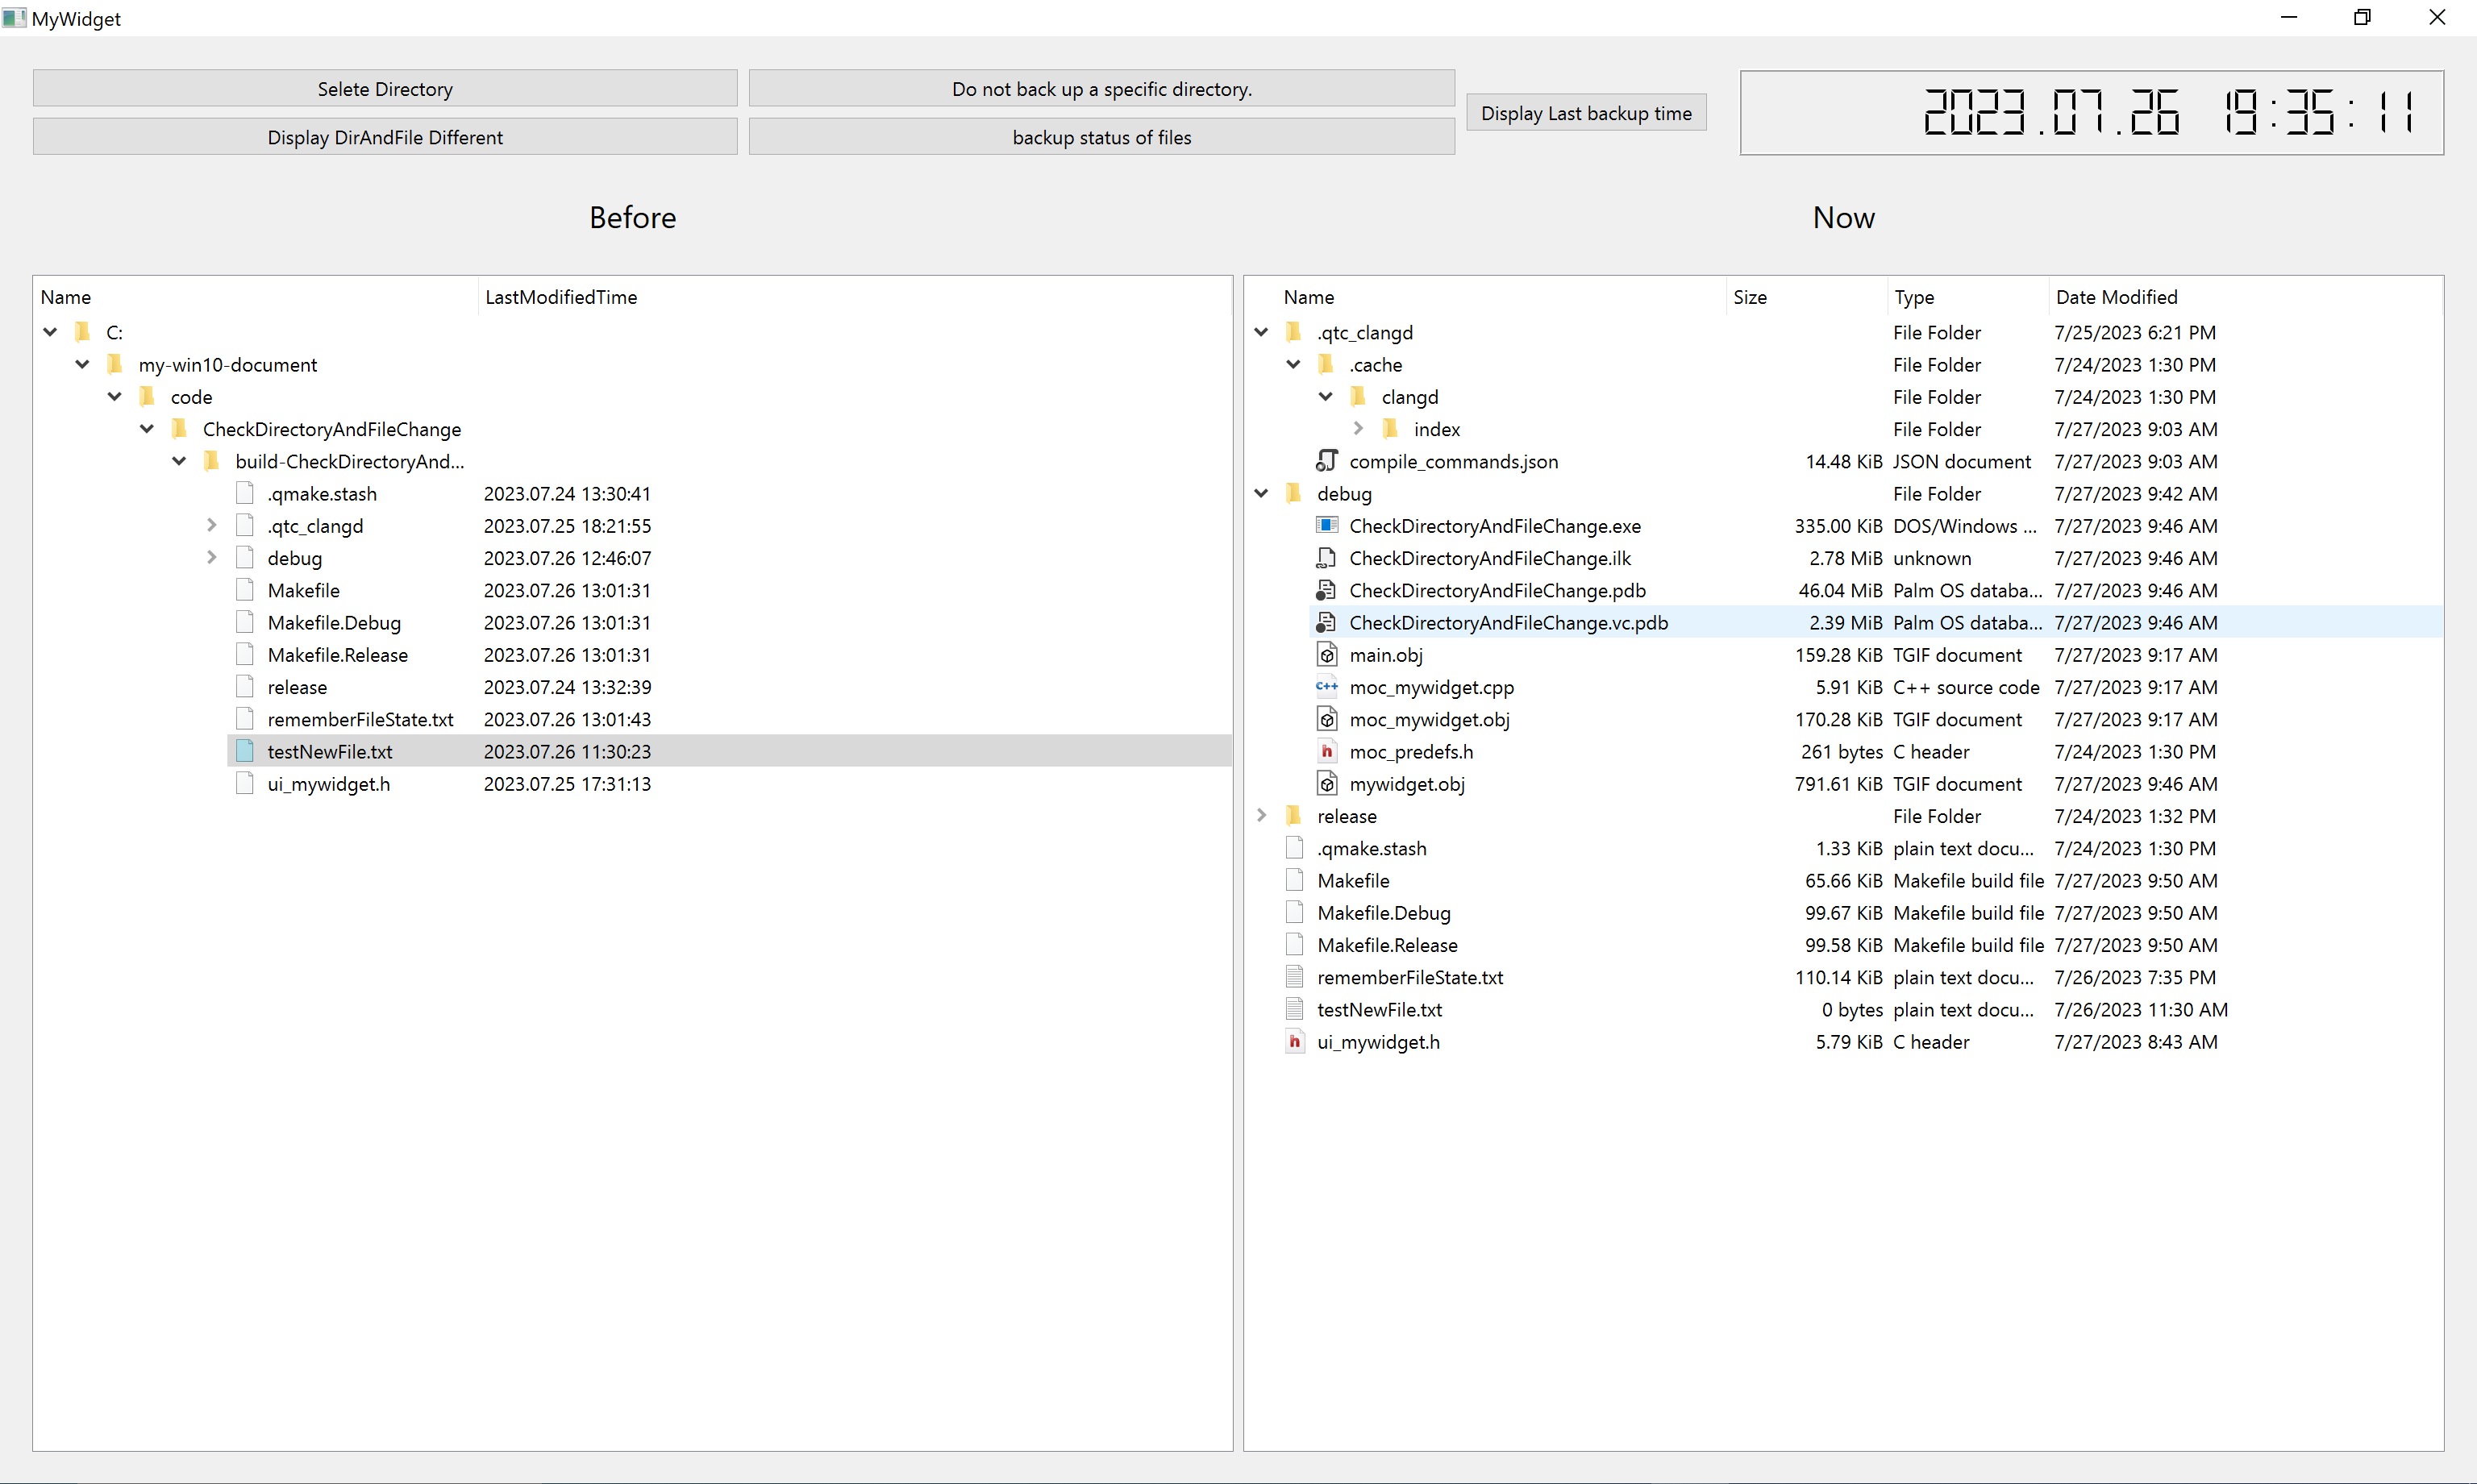 MyWidget
Selete Directory
Do not back up a specific directory.
Display DirAndFile Different
backup status of files
Display Last backup time
2023.07.26 19:35:11
Before
Now
Name LastModifiedTime
C:
my-win10-document
code
CheckDirectoryAndFileChange
build-CheckDirectoryAnd...
.qmake.stash 2023.07.24 13:30:41
.qtc_clangd 2023.07.25 18:21:55
debug 2023.07.26 12:46:07
Makefile 2023.07.26 13:01:31
Makefile.Debug 2023.07.26 13:01:31
Makefile.Release 2023.07.26 13:01:31
release 2023.07.24 13:32:39
rememberFileState.txt 2023.07.26 13:01:43
testNewFile.txt 2023.07.26 11:30:23
ui_mywidget.h 2023.07.25 17:31:13
Name Size Type Date Modified
.qtc_clangd File Folder 7/25/2023 6:21 PM
.cache File Folder 7/24/2023 1:30 PM
clangd File Folder 7/24/2023 1:30 PM
index File Folder 7/27/2023 9:03 AM
compile_commands.json 14.48 KiB JSON document 7/27/2023 9:03 AM
debug File Folder 7/27/2023 9:42 AM
CheckDirectoryAndFileChange.exe 335.00 KiB DOS/Windows ... 7/27/2023 9:46 AM
CheckDirectoryAndFileChange.ilk 2.78 MiB unknown 7/27/2023 9:46 AM
CheckDirectoryAndFileChange.pdb 46.04 MiB Palm OS databa... 7/27/2023 9:46 AM
CheckDirectoryAndFileChange.vc.pdb 2.39 MiB Palm OS databa... 7/27/2023 9:46 AM
main.obj 159.28 KiB TGIF document 7/27/2023 9:17 AM
C++ moc_mywidget.cpp 5.91 KiB C++ source code 7/27/2023 9:17 AM
moc_mywidget.obj 170.28 KiB TGIF document 7/27/2023 9:17 AM
h moc_predefs.h 261 bytes C header 7/24/2023 1:30 PM
mywidget.obj 791.61 KiB TGIF document 7/27/2023 9:46 AM
release File Folder 7/24/2023 1:32 PM
.qmake.stash 1.33 KiB plain text docu... 7/24/2023 1:30 PM
Makefile 65.66 KiB Makefile build file 7/27/2023 9:50 AM
Makefile.Debug 99.67 KiB Makefile build file 7/27/2023 9:50 AM
Makefile.Release 99.58 KiB Makefile build file 7/27/2023 9:50 AM
rememberFileState.txt 110.14 KiB plain text docu... 7/26/2023 7:35 PM
testNewFile.txt 0 bytes plain text docu... 7/26/2023 11:30 AM
h ui_mywidget.h 5.79 KiB C header 7/27/2023 8:43 AM